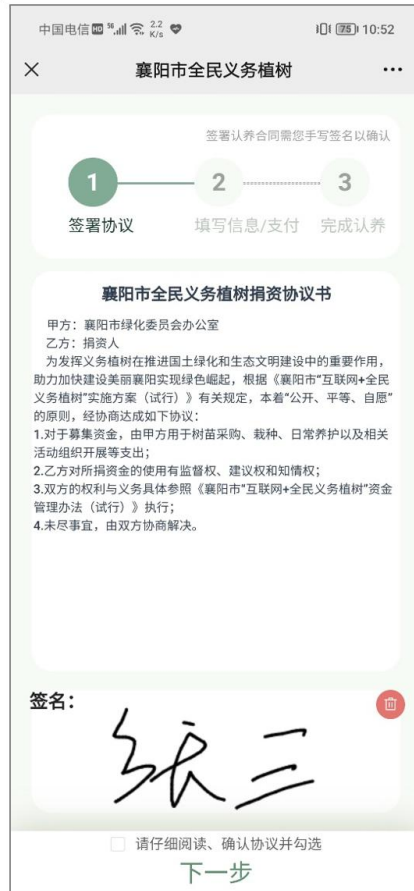 中国电信 HD 5G 2.2 K/s 75 10:52
襄阳市全民义务植树
签署认养合同需您手写签名以确认
1 2 3
签署协议 填写信息/支付 完成认养
襄阳市全民义务植树捐资协议书
甲方：襄阳市绿化委员会办公室
乙方：捐资人
为发挥义务植树在推进国土绿化和生态文明建设中的重要作用，
助力加快建设美丽襄阳实现绿色崛起，根据《襄阳市“互联网+全民
义务植树”实施方案（试行）》有关规定，本着“公开、平等、自愿”
的原则，经协商达成如下协议：
1.对于募集资金，由甲方用于树苗采购、栽种、日常养护以及相关
活动组织开展等支出；
2.乙方对所捐资金的使用有监督权、建议权和知情权；
3.双方的权利与义务具体参照《襄阳市“互联网+全民义务植树”资金
管理办法（试行）》执行；
4.未尽事宜，由双方协商解决。
签名：
张三
请仔细阅读、确认协议并勾选
下一步